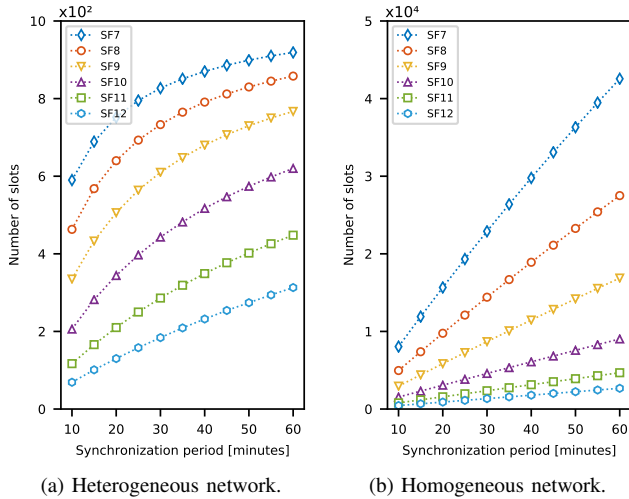 x10²
10
8
6
4
2
0
Number of slots
SF7
SF8
SF9
SF10
SF11
SF12
10 20 30 40 50 60
Synchronization period [minutes]
(a) Heterogeneous network.
x10⁴
5
4
3
2
1
0
Number of slots
SF7
SF8
SF9
SF10
SF11
SF12
10 20 30 40 50 60
Synchronization period [minutes]
(b) Homogeneous network.